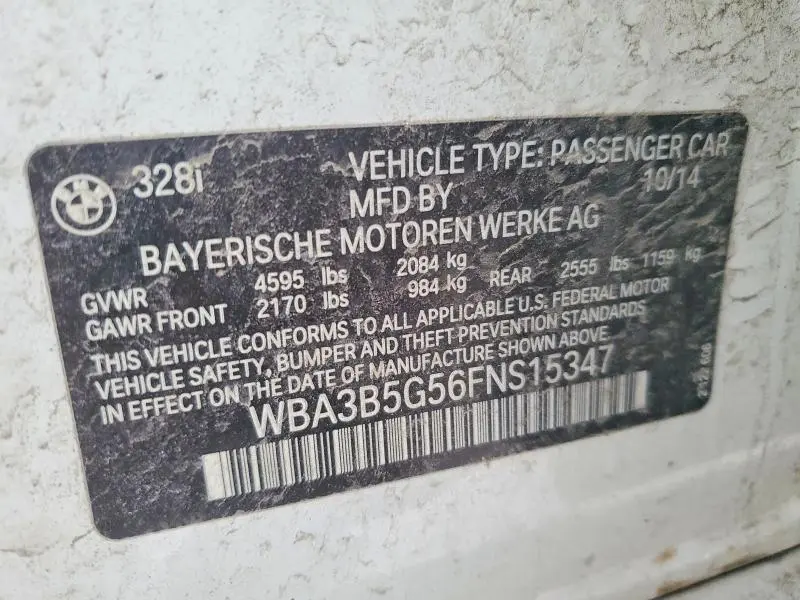 BMW
328i
VEHICLE TYPE: PASSENGER CAR
MFD BY
10/14
BAYERISCHE MOTOREN WERKE AG
GVWR 4595 lbs 2084 kg
GAWR FRONT 2170 lbs 984 kg REAR 2555 lbs 1159 kg
THIS VEHICLE CONFORMS TO ALL APPLICABLE U.S. FEDERAL MOTOR
VEHICLE SAFETY, BUMPER AND THEFT PREVENTION STANDARDS
IN EFFECT ON THE DATE OF MANUFACTURE SHOWN ABOVE.
WBA3B5G56FNS15347